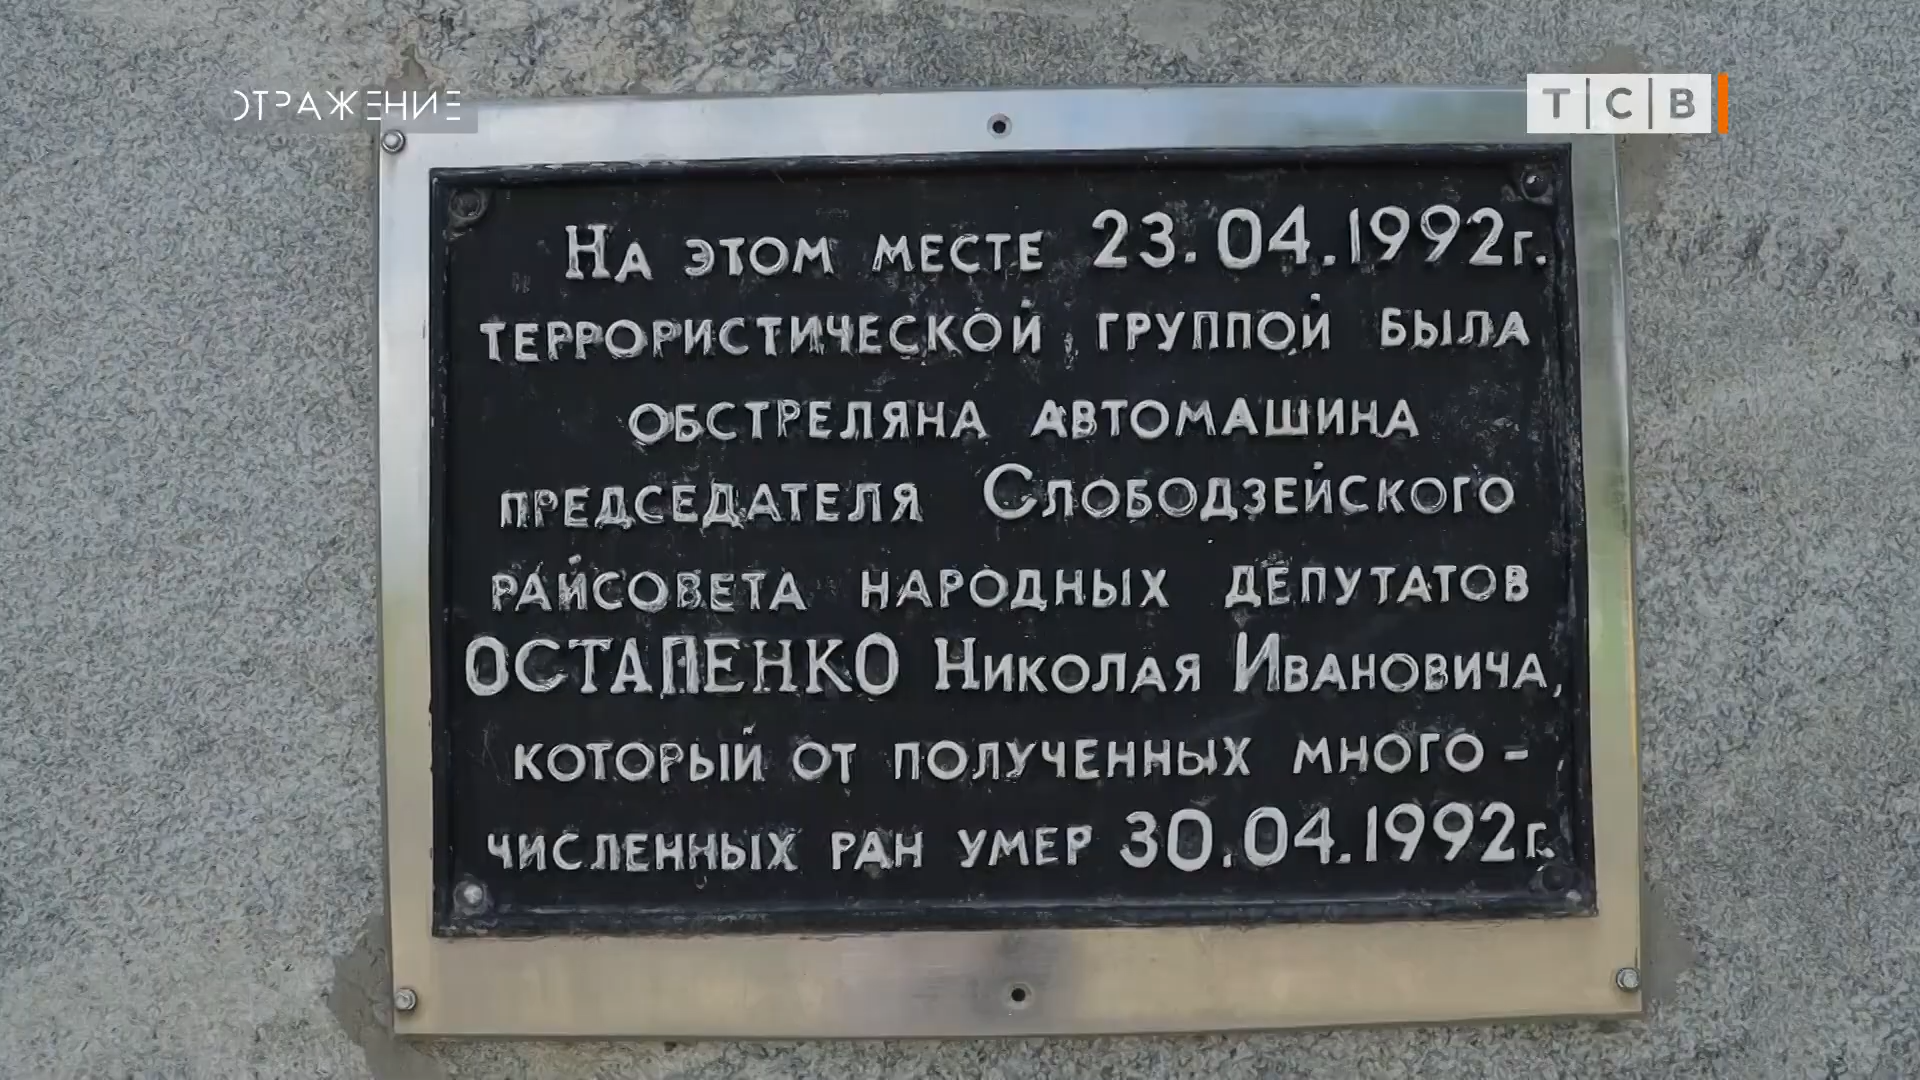 ОТРАЖЕНИЕ
Т|С|В
На этом месте 23.04.1992г.
террористической группой была
обстреляна автомашина
председателя Слободзейского
райсовета народных депутатов
ОСТАПЕНКО Николая Ивановича,
который от полученных много-
численных ран умер 30.04.1992г.